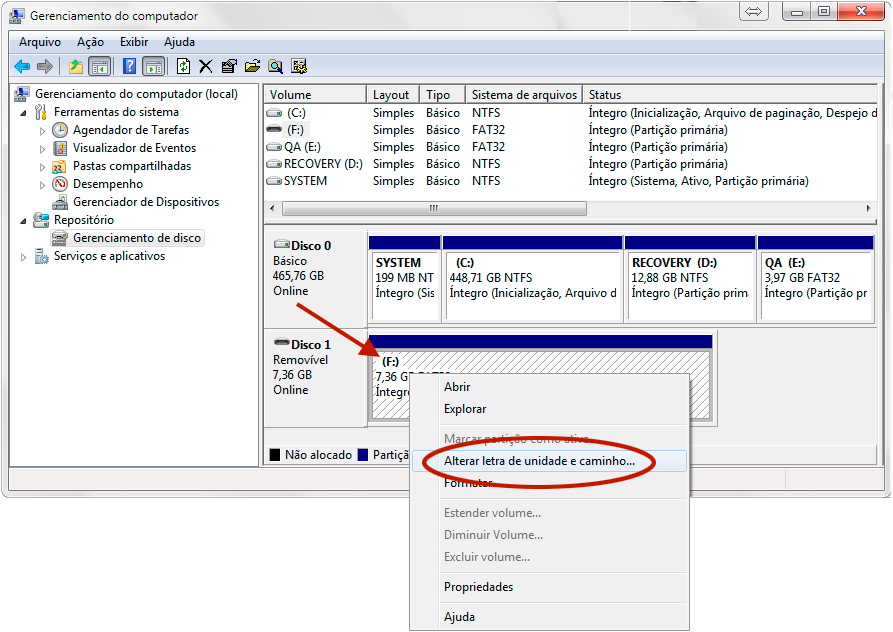 Gerenciamento do computador
Arquivo Ação Exibir Ajuda
Gerenciamento do computador (local)
Ferramentas do sistema
Agendador de Tarefas
Visualizador de Eventos
Pastas compartilhadas
Desempenho
Gerenciador de Dispositivos
Repositório
Gerenciamento de disco
Serviços e aplicativos
Volume Layout Tipo Sistema de arquivos Status
(C:) Simples Básico NTFS Íntegro (Inicialização, Arquivo de paginação, Despejo d
(F:) Simples Básico FAT32 Íntegro (Partição primária)
QA (E:) Simples Básico FAT32 Íntegro (Partição primária)
RECOVERY (D:) Simples Básico NTFS Íntegro (Partição primária)
SYSTEM Simples Básico NTFS Íntegro (Sistema, Ativo, Partição primária)
Disco 0
Básico
465,76 GB
Online
SYSTEM
199 MB NT
Íntegro (Sis
(C:)
448,71 GB NTFS
Íntegro (Inicialização, Arquivo d
RECOVERY (D:)
12,88 GB NTFS
Íntegro (Partição prim
QA (E:)
3,97 GB FAT32
Íntegro (Partição pr
Disco 1
Removível
7,36 GB
Online
(F:)
7,36 GB FAT32
Íntegro
Não alocado Partiçã
Abrir
Explorar
Marcar partição como ativa
Alterar letra de unidade e caminho...
Formatar
Estender volume...
Diminuir Volume...
Excluir volume...
Propriedades
Ajuda